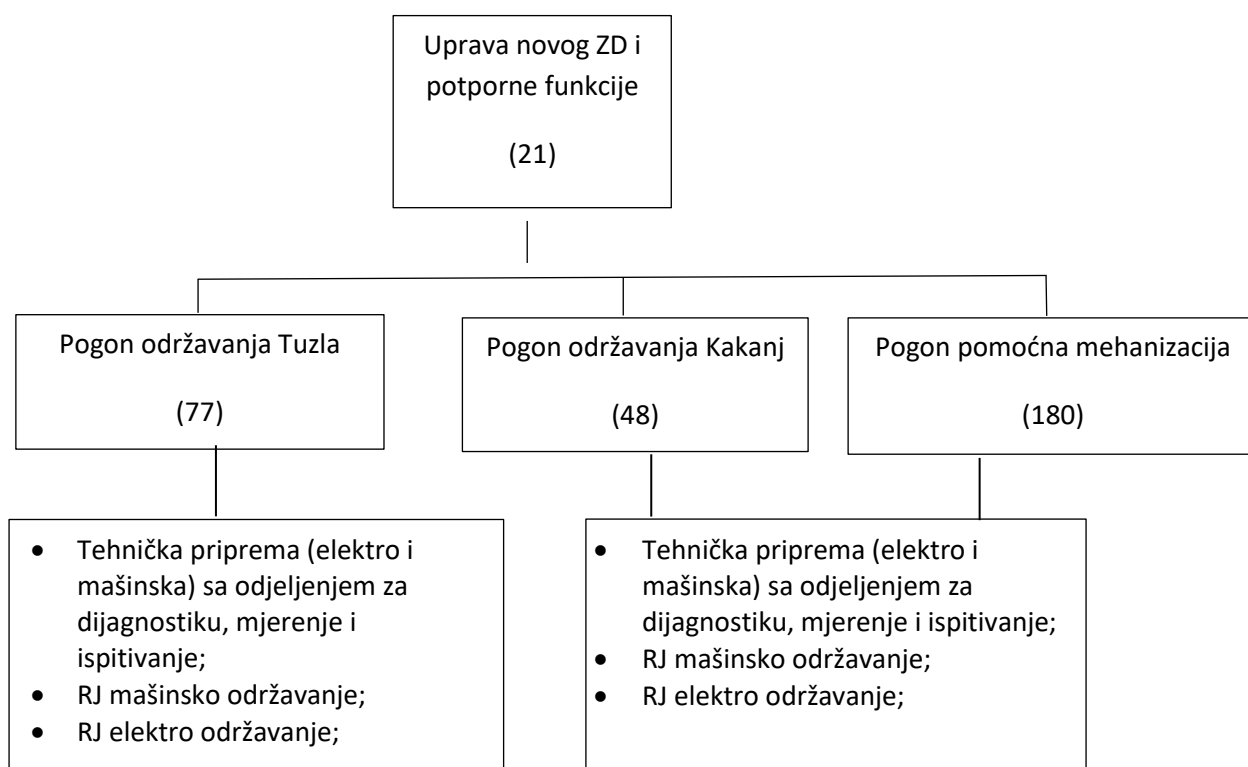 Uprava novog ZD i
potporne funkcije
(21)
Pogon održavanja Tuzla
(77)
Pogon održavanja Kakanj
(48)
Pogon pomoćna mehanizacija
(180)
• Tehnička priprema (elektro i
mašinska) sa odjeljenjem za
dijagnostiku, mjerenje i
ispitivanje;
• RJ mašinsko održavanje;
• RJ elektro održavanje;
• Tehnička priprema (elektro i
mašinska) sa odjeljenjem za
dijagnostiku, mjerenje i ispitivanje;
• RJ mašinsko održavanje;
• RJ elektro održavanje;